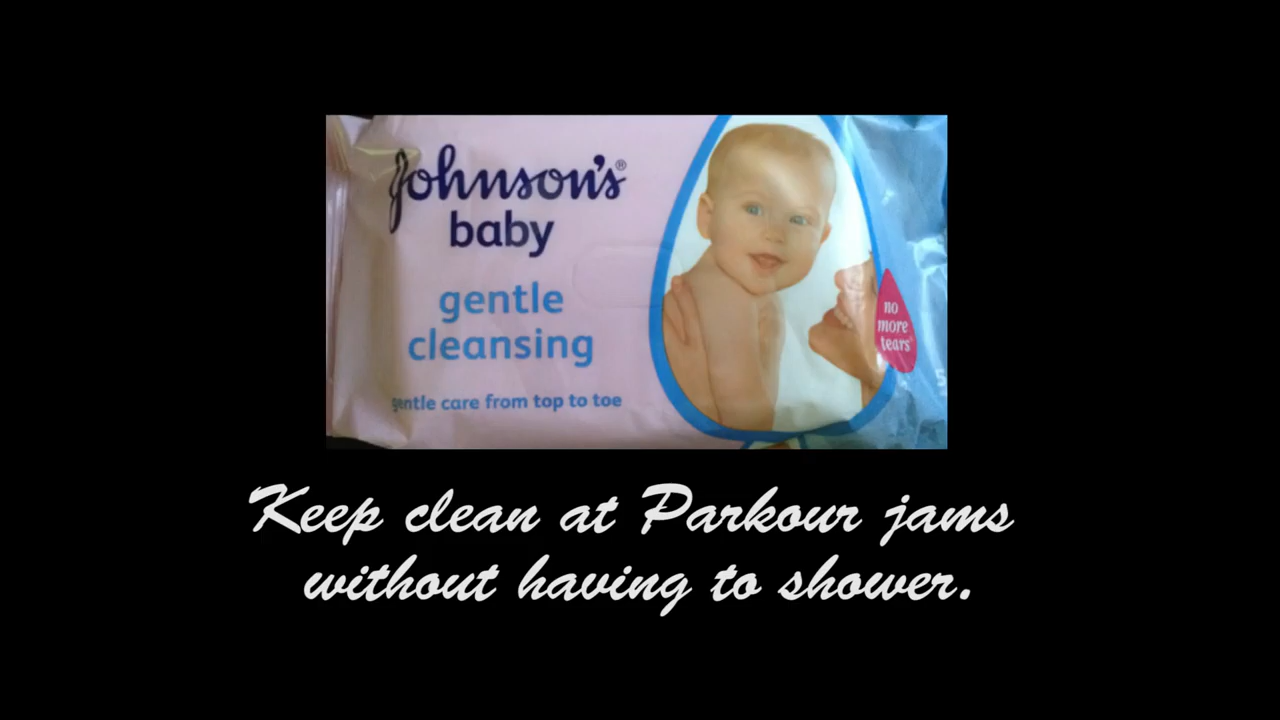 Johnson's®
baby
gentle
cleansing
gentle care from top to toe
no
more
tears
Keep clean at Parkour jams
without having to shower.